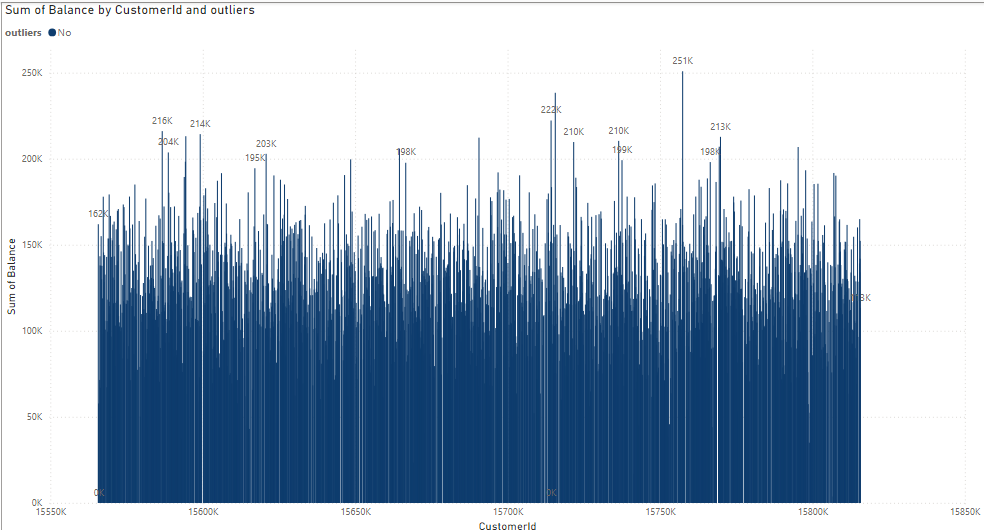 Sum of Balance by CustomerId and outliers
outliers No
250K
200K
150K
100K
50K
0K
Sum of Balance
162K
216K
204K
214K
195K
203K
198K
222K
210K
210K
199K
251K
198K
213K
0K
0K
15550K 15600K 15650K 15700K 15750K 15800K 15850K
CustomerId